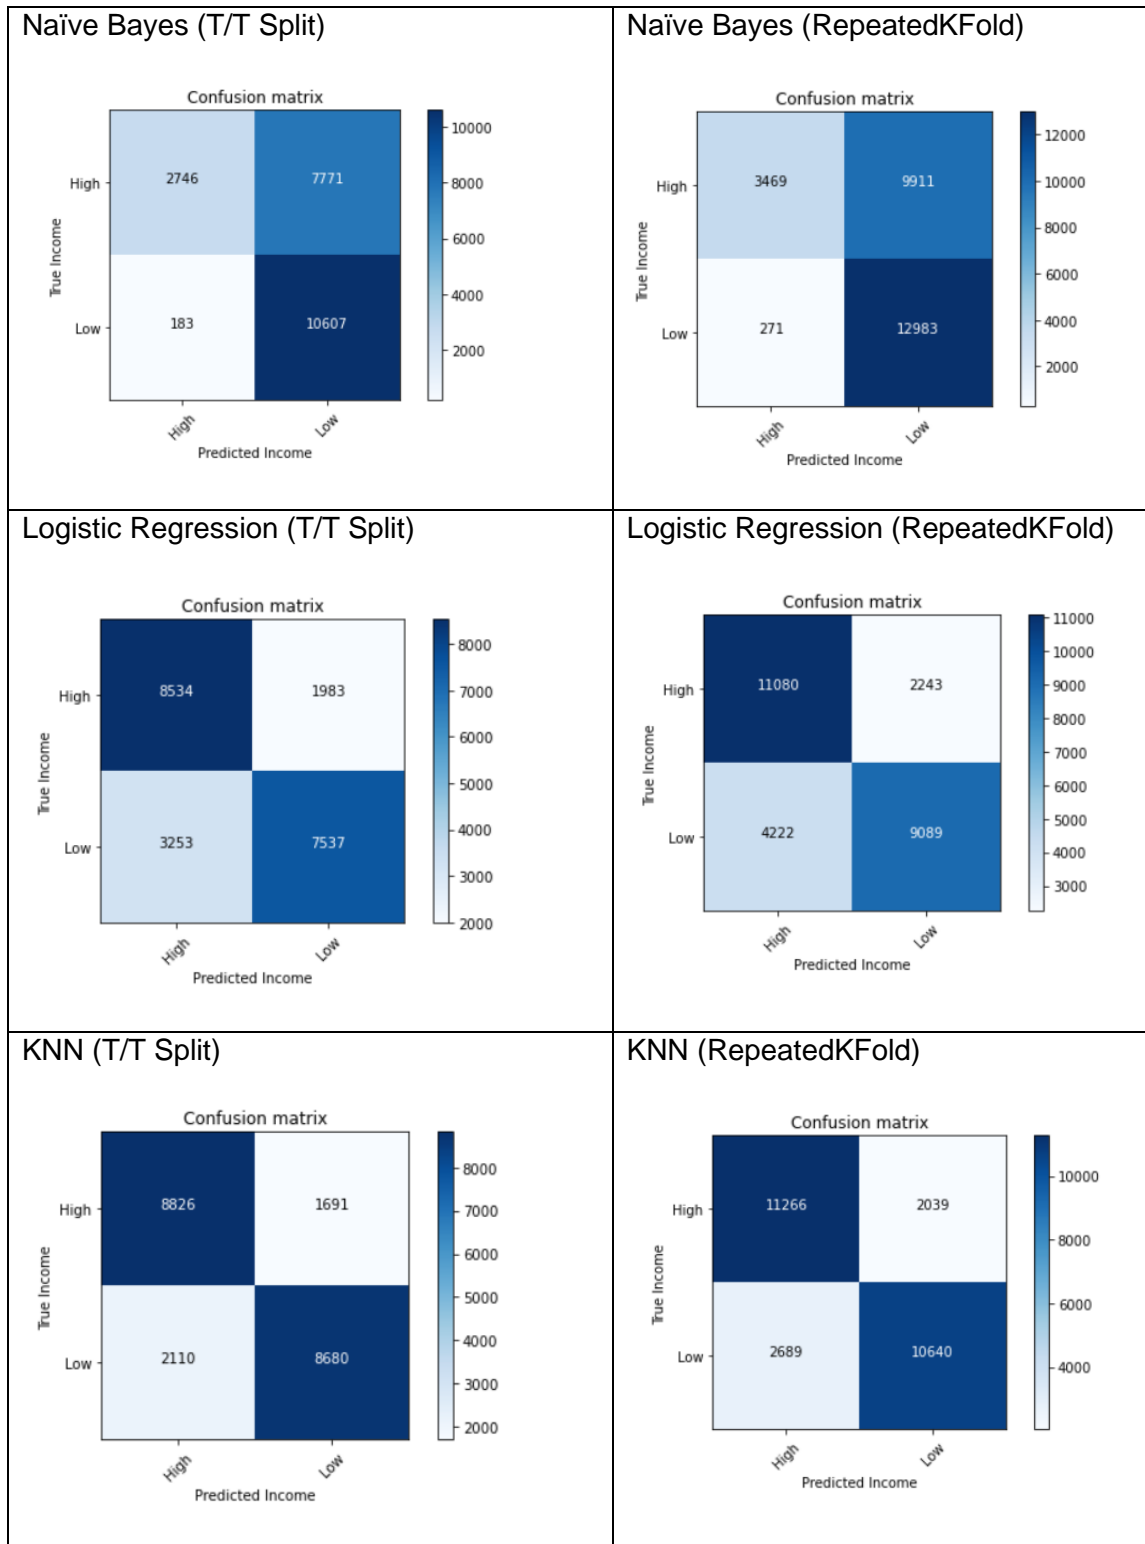 Naïve Bayes (T/T Split)
Confusion matrix
High
2746
7771
Low
183
10607
True Income
High
Low
Predicted Income
10000
8000
6000
4000
2000
Naïve Bayes (RepeatedKFold)
Confusion matrix
High
3469
9911
Low
271
12983
True Income
High
Low
Predicted Income
12000
10000
8000
6000
4000
2000
Logistic Regression (T/T Split)
Confusion matrix
High
8534
1983
Low
3253
7537
True Income
High
Low
Predicted Income
8000
7000
6000
5000
4000
3000
2000
Logistic Regression (RepeatedKFold)
Confusion matrix
High
11080
2243
Low
4222
9089
True Income
High
Low
Predicted Income
11000
10000
9000
8000
7000
6000
5000
4000
3000
KNN (T/T Split)
Confusion matrix
High
8826
1691
Low
2110
8680
True Income
High
Low
Predicted Income
8000
7000
6000
5000
4000
3000
2000
KNN (RepeatedKFold)
Confusion matrix
High
11266
2039
Low
2689
10640
True Income
High
Low
Predicted Income
10000
8000
6000
4000